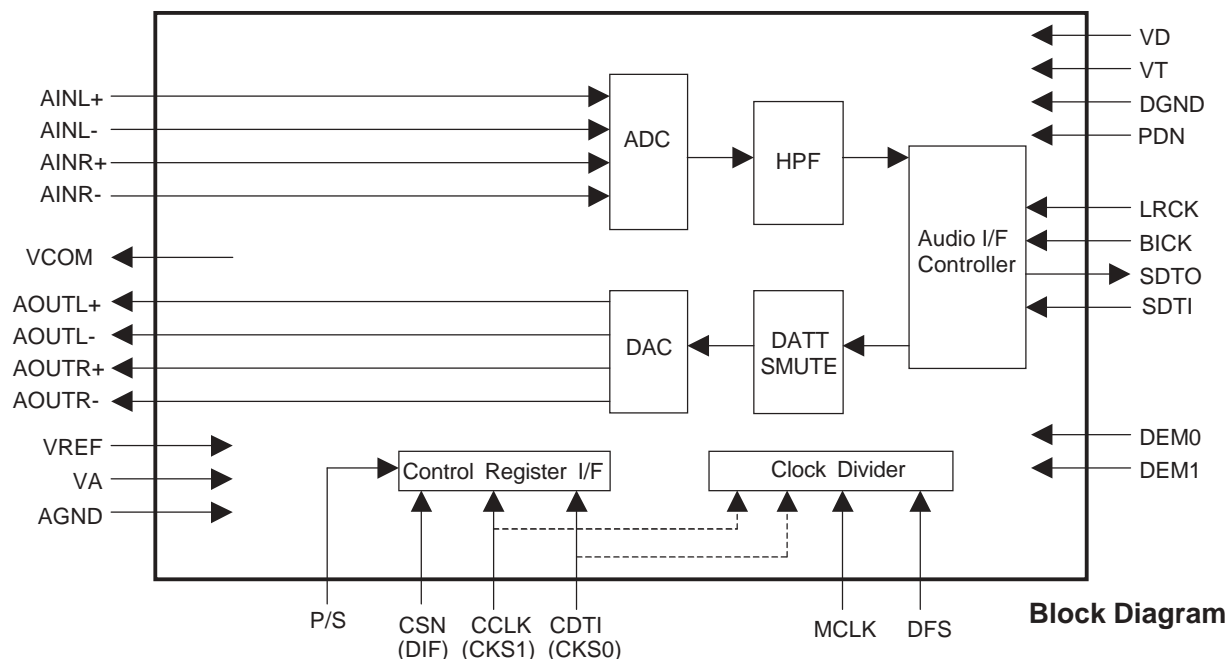 AINL+
AINL-
AINR+
AINR-
VCOM
AOUTL+
AOUTL-
AOUTR+
AOUTR-
VREF
VA
AGND
ADC
HPF
Audio I/F
Controller
DAC
DATT
SMUTE
Control Register I/F
Clock Divider
VD
VT
DGND
PDN
LRCK
BICK
SDTO
SDTI
DEM0
DEM1
P/S
CSN
(DIF)
CCLK
(CKS1)
CDTI
(CKS0)
MCLK
DFS
Block Diagram